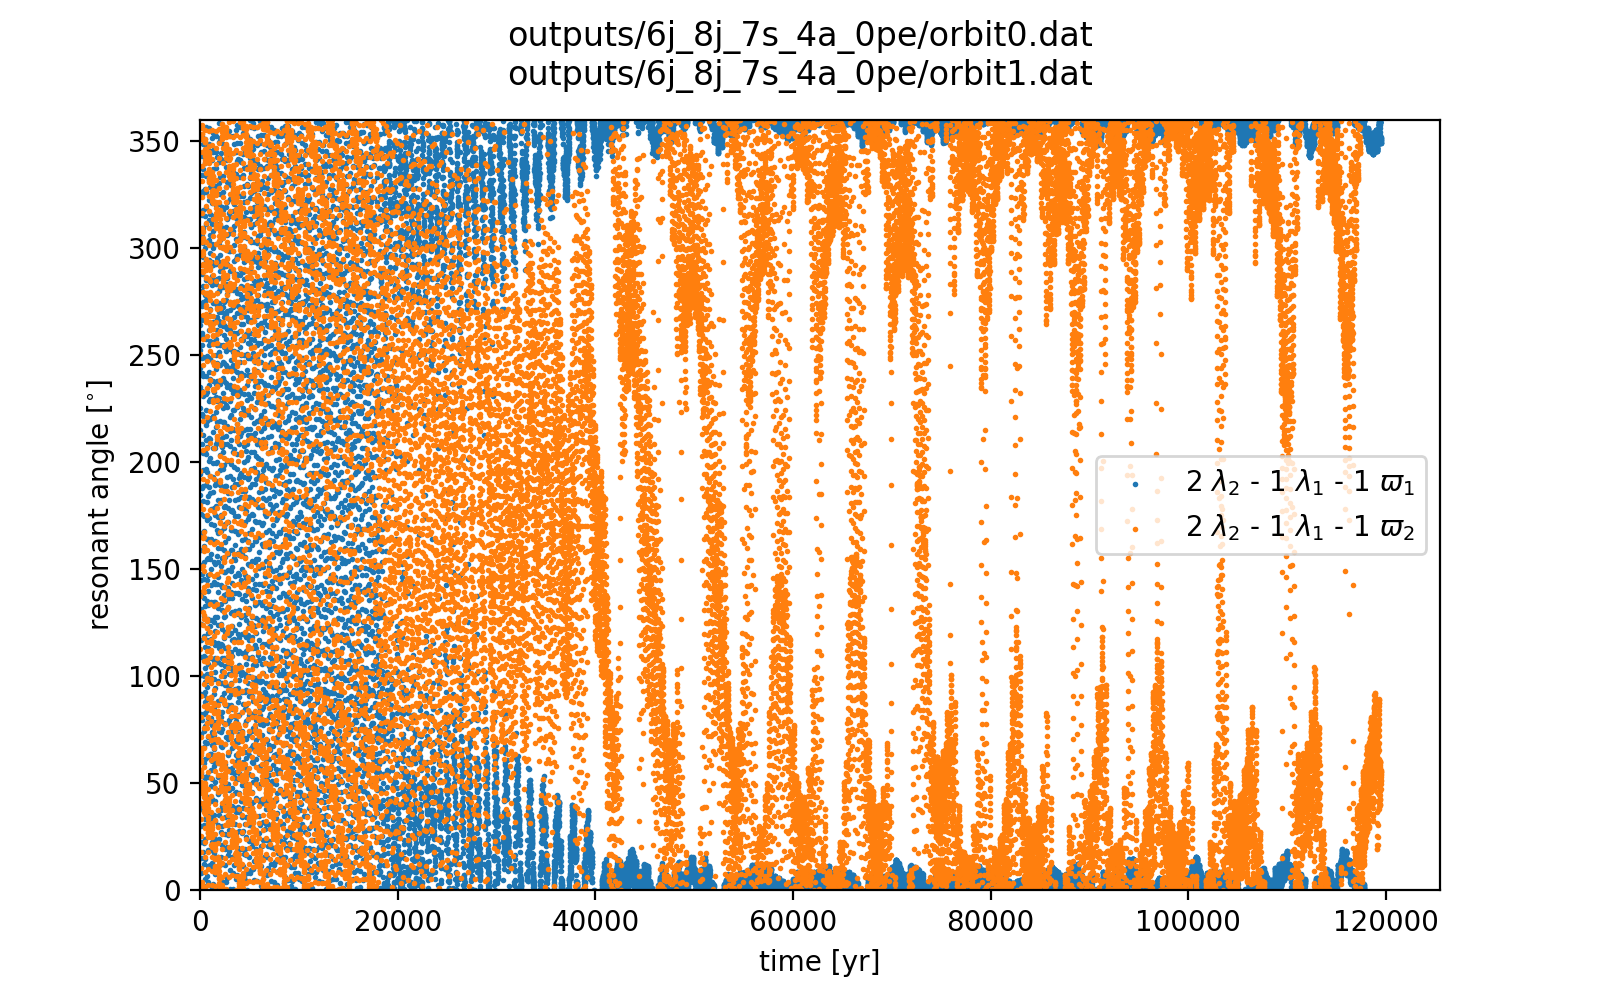 outputs/6j_8j_7s_4a_0pe/orbit0.dat
outputs/6j_8j_7s_4a_0pe/orbit1.dat
350
300
250
200
150
100
50
0
resonant angle [°]
2 λ₂ - 1 λ₁ - 1 ϖ₁
2 λ₂ - 1 λ₁ - 1 ϖ₂
0 20000 40000 60000 80000 100000 120000
time [yr]